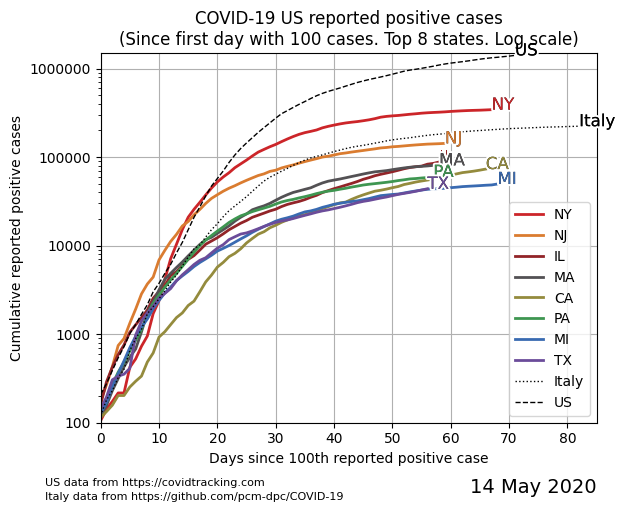 COVID-19 US reported positive cases
(Since first day with 100 cases. Top 8 states. Log scale)
US
1000000
NY
Italy
NJ
100000
MA
CA
PA
MI
TX
Cumulative reported positive cases
10000
1000
100
NY
NJ
IL
MA
CA
PA
MI
TX
Italy
US
0 10 20 30 40 50 60 70 80
Days since 100th reported positive case
US data from https://covidtracking.com
Italy data from https://github.com/pcm-dpc/COVID-19
14 May 2020